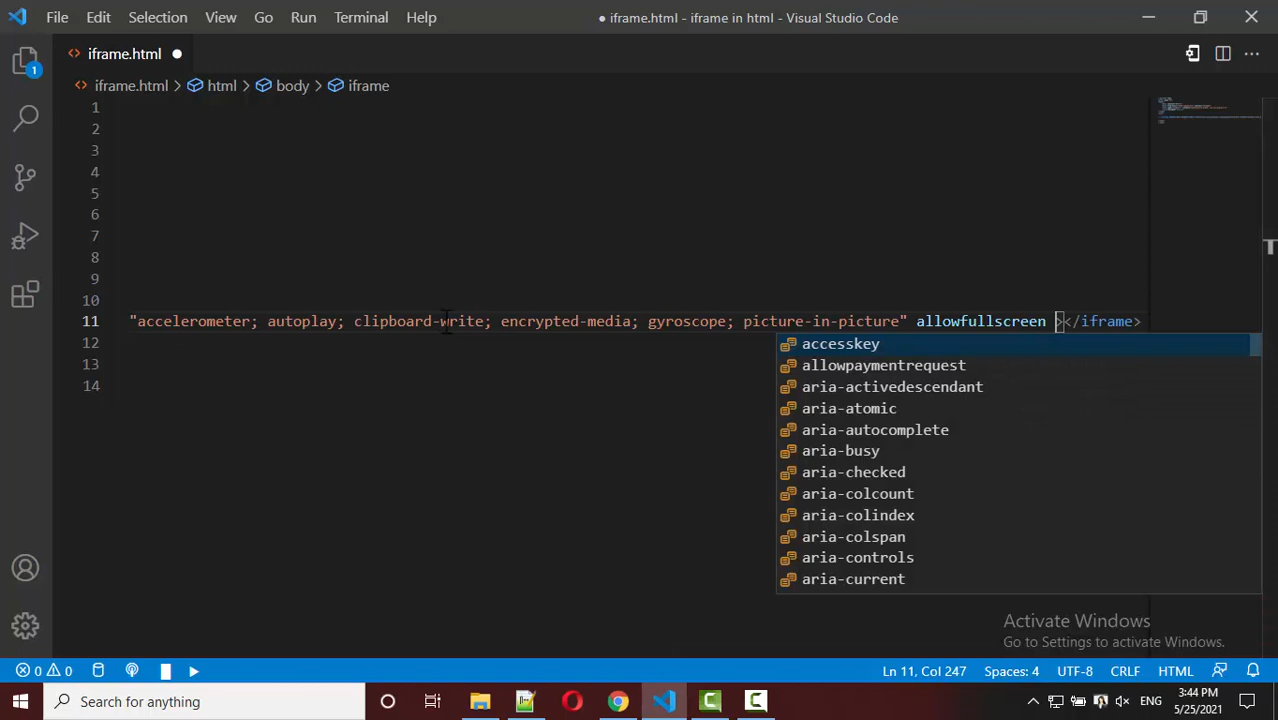 File Edit Selection View Go Run Terminal Help
● iframe.html - iframe in html - Visual Studio Code
<> iframe.html ●
<> iframe.html > html > body > iframe
1
2
3
4
5
6
7
8
9
10
11 "accelerometer; autoplay; clipboard-write; encrypted-media; gyroscope; picture-in-picture" allowfullscreen ></iframe>
12
13
14
accesskey
allowpaymentrequest
aria-activedescendant
aria-atomic
aria-autocomplete
aria-busy
aria-checked
aria-colcount
aria-colindex
aria-colspan
aria-controls
aria-current
1
Activate Windows
Go to Settings to activate Windows.
0 0 Ln 11, Col 247 Spaces: 4 UTF-8 CRLF HTML
Search for anything
ENG
3:44 PM
5/25/2021